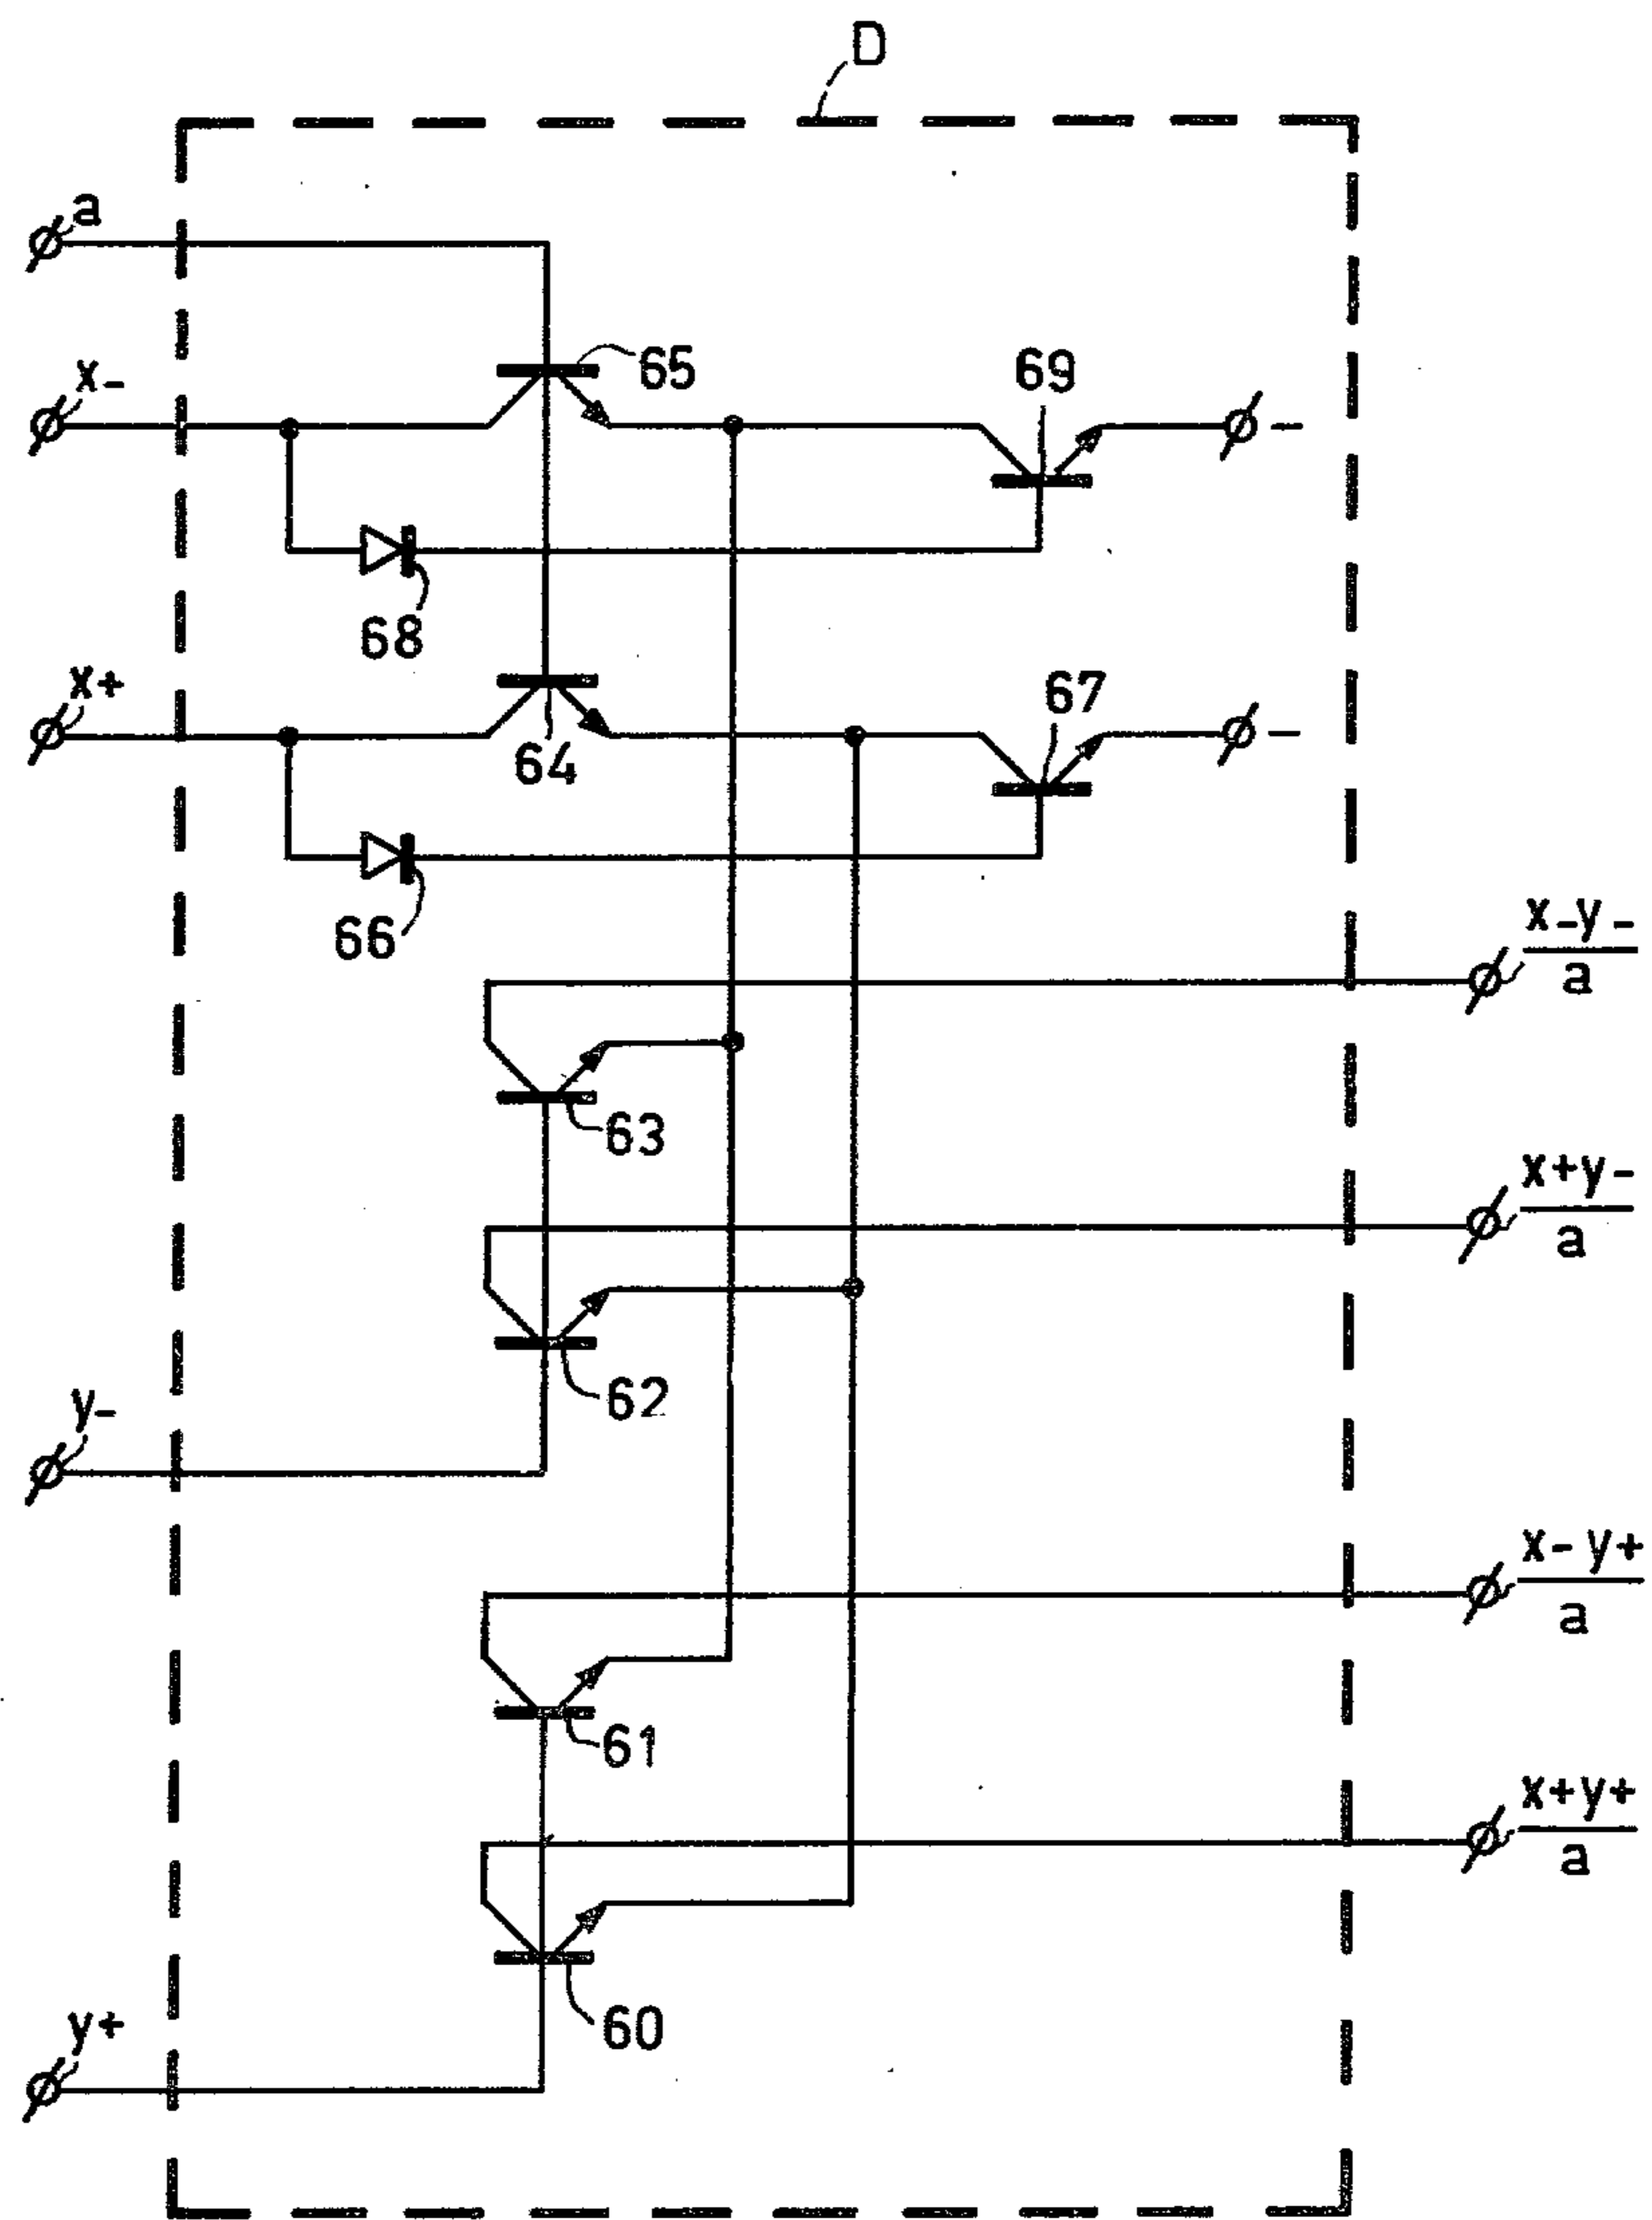 D
a
x-
65
69
-
68
x+
64
67
-
66
x-y-
a
63
x+y-
a
62
y-
x-y+
a
61
x+y+
a
60
y+